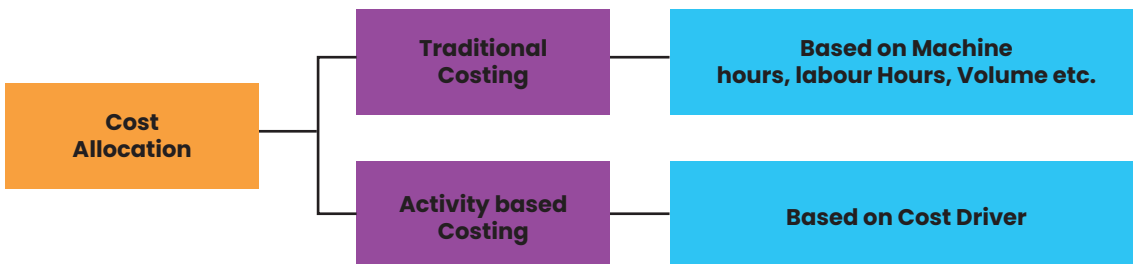 Cost
Allocation
Traditional
Costing
Based on Machine
hours, labour Hours, Volume etc.
Activity based
Costing
Based on Cost Driver